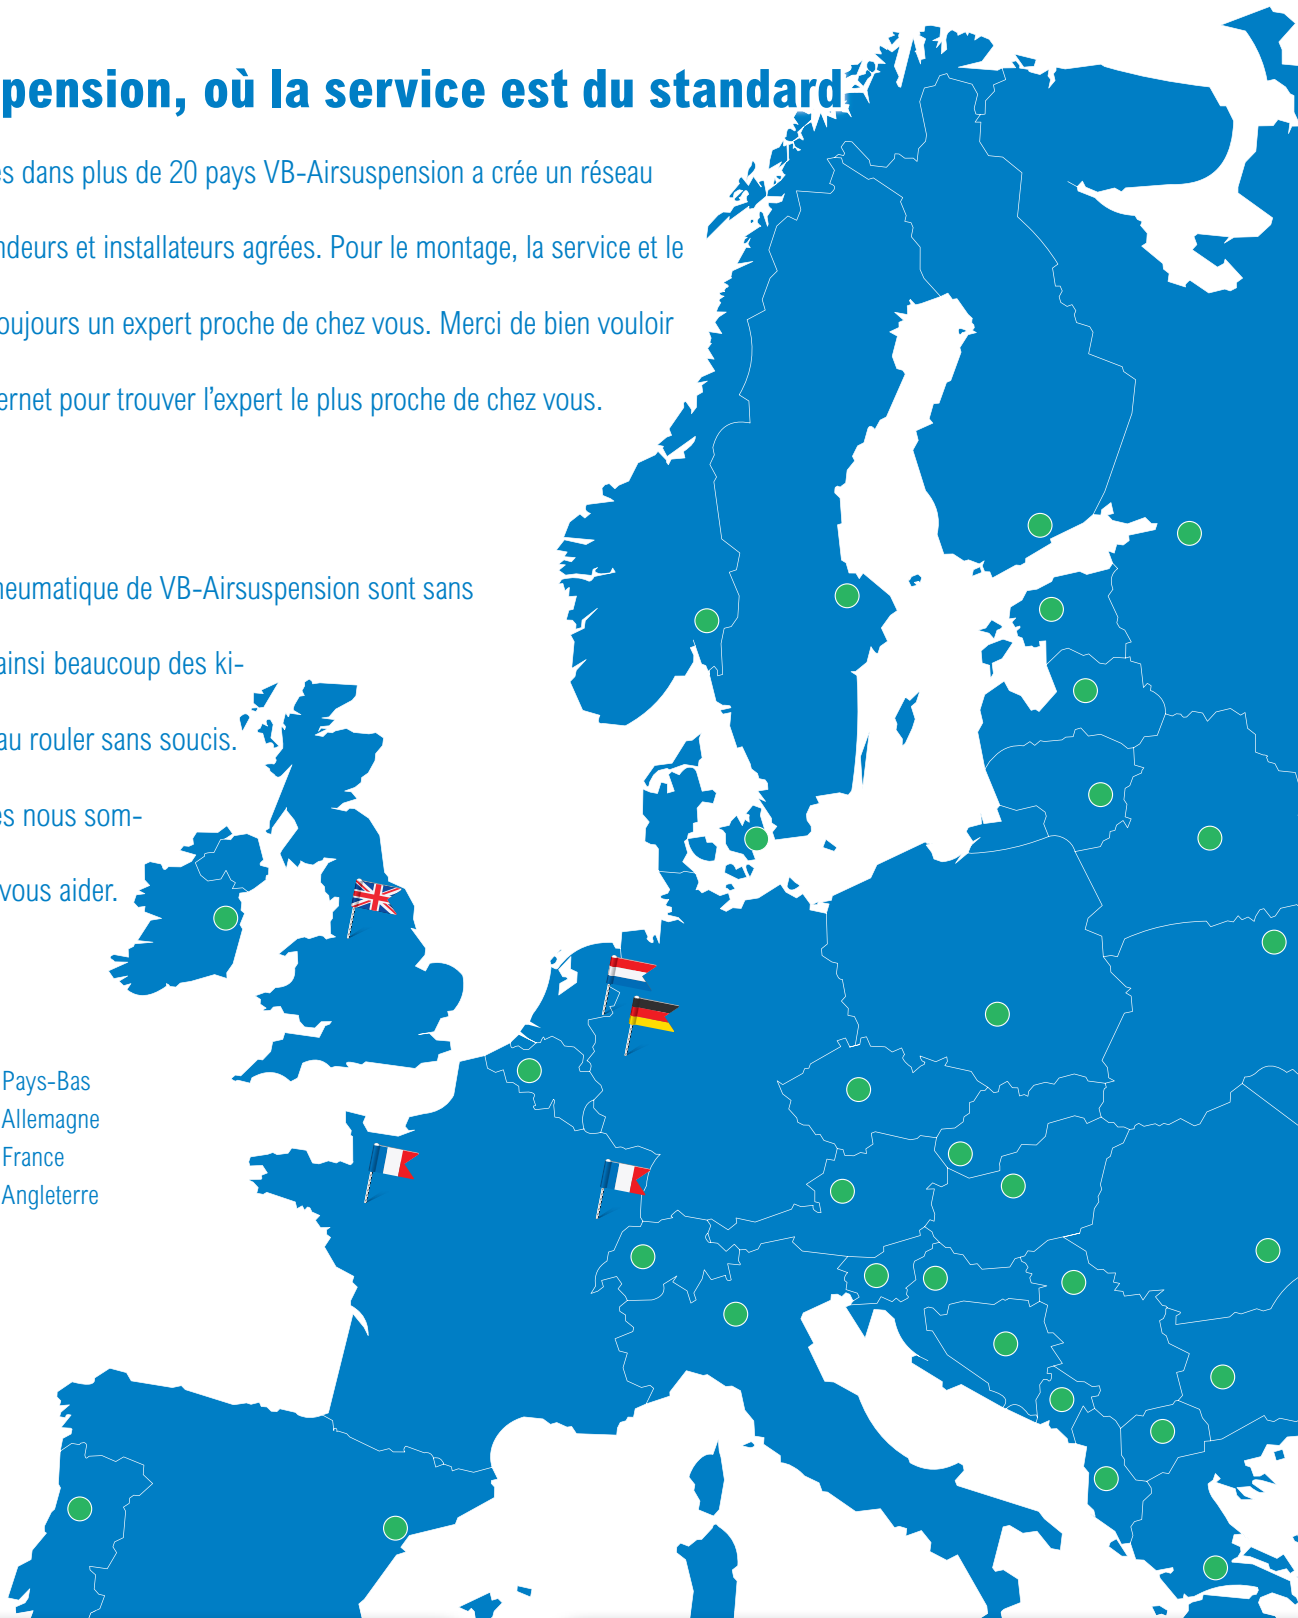 pension, où la service est du standard
es dans plus de 20 pays VB-Airsuspension a crée un réseau
ndeurs et installateurs agrées. Pour le montage, la service et le
oujours un expert proche de chez vous. Merci de bien vouloir
ernet pour trouver l’expert le plus proche de chez vous.
neumatique de VB-Airsuspension sont sans
ainsi beaucoup des ki-
au rouler sans soucis.
es nous som-
vous aider.
Pays-Bas
Allemagne
France
Angleterre